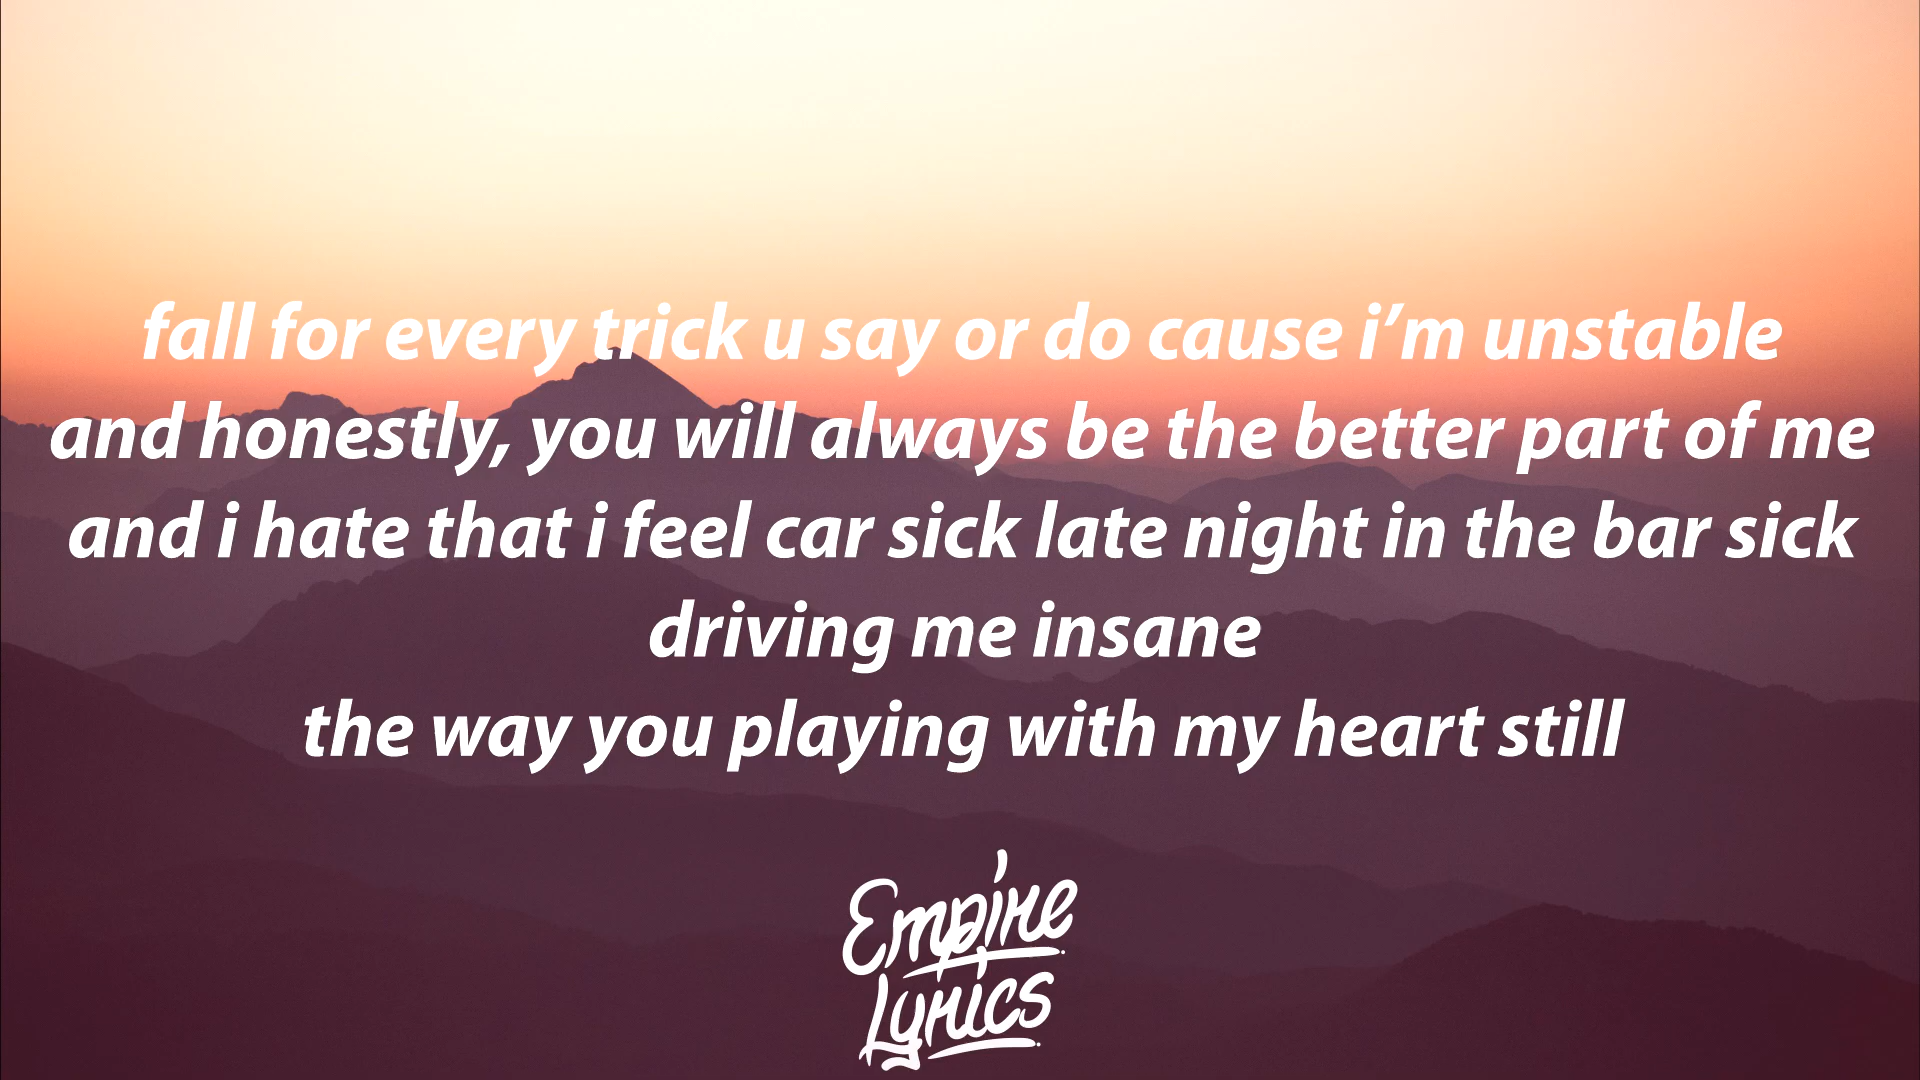 fall for every trick u say or do cause i’m unstable
and honestly, you will always be the better part of me
and i hate that i feel car sick late night in the bar sick
driving me insane
the way you playing with my heart still
Empire
Lyrics